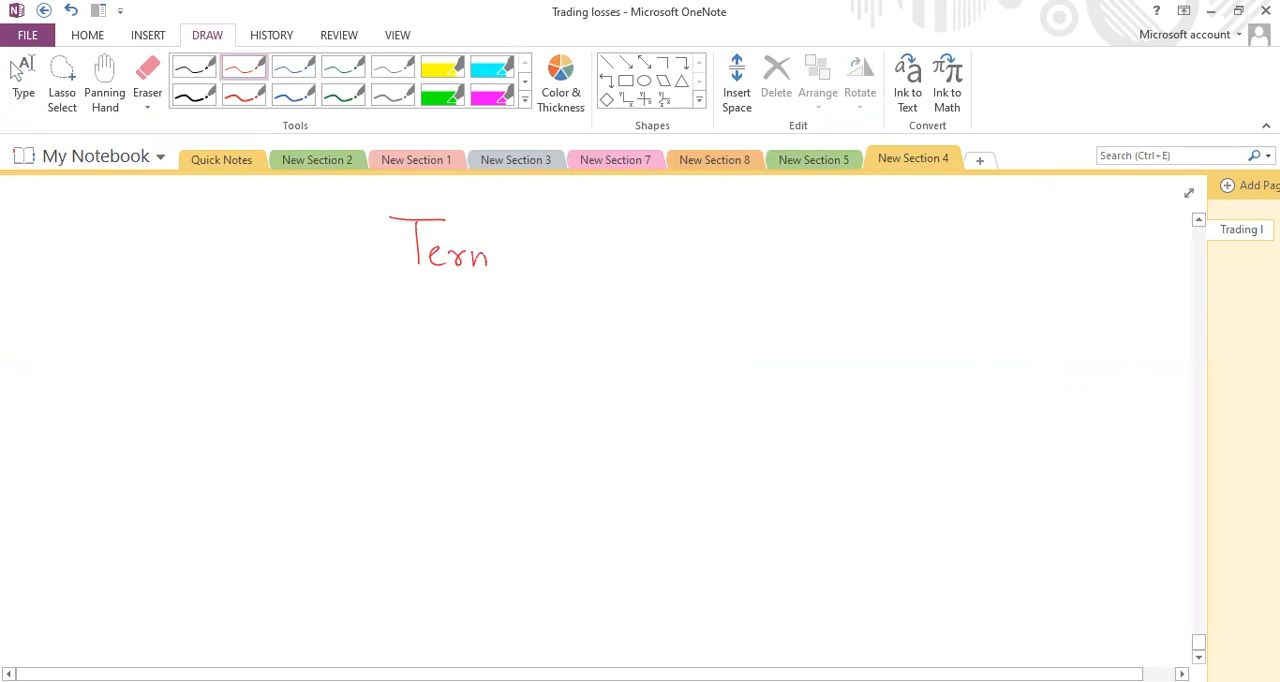 Trading losses - Microsoft OneNote
?
FILE HOME INSERT DRAW HISTORY REVIEW VIEW
Microsoft account
Type
Lasso Select
Panning Hand
Eraser
Color & Thickness
Insert Space
Delete
Arrange
Rotate
Ink to Text
Ink to Math
Tools
Shapes
Edit
Convert
My Notebook
Quick Notes
New Section 2
New Section 1
New Section 3
New Section 7
New Section 8
New Section 5
New Section 4
Search (Ctrl+E)
Add Pag
Trading l
Tern